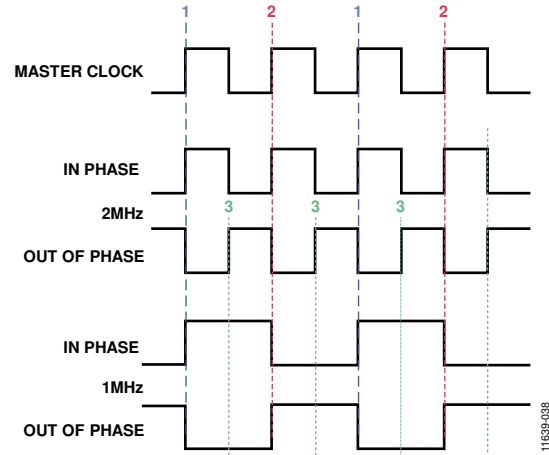 1 2 1 2
MASTER CLOCK
IN PHASE
2MHz
3 3 3
OUT OF PHASE
IN PHASE
1MHz
OUT OF PHASE
11639-038